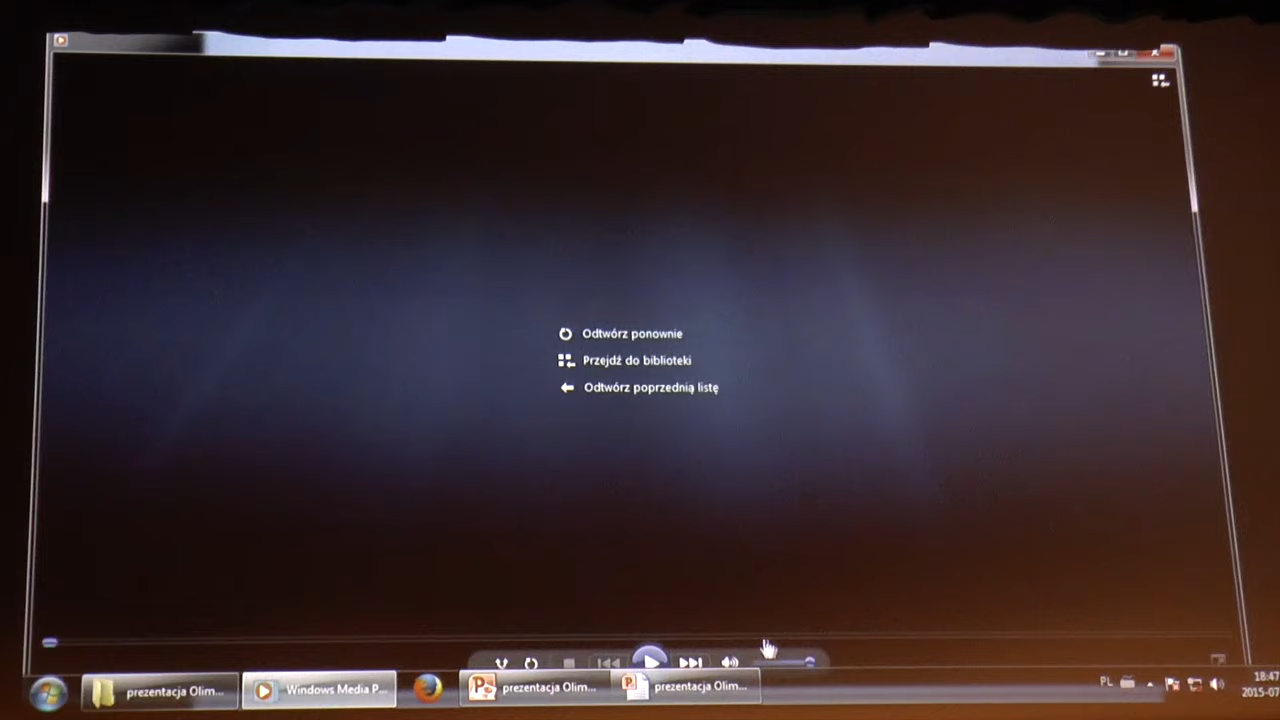 Odtwórz ponownie
Przejdź do biblioteki
Odtwórz poprzednią listę
prezentacja Olim...
Windows Media P...
prezentacja Olim...
prezentacja Olim...
PL
18:47
2015-07